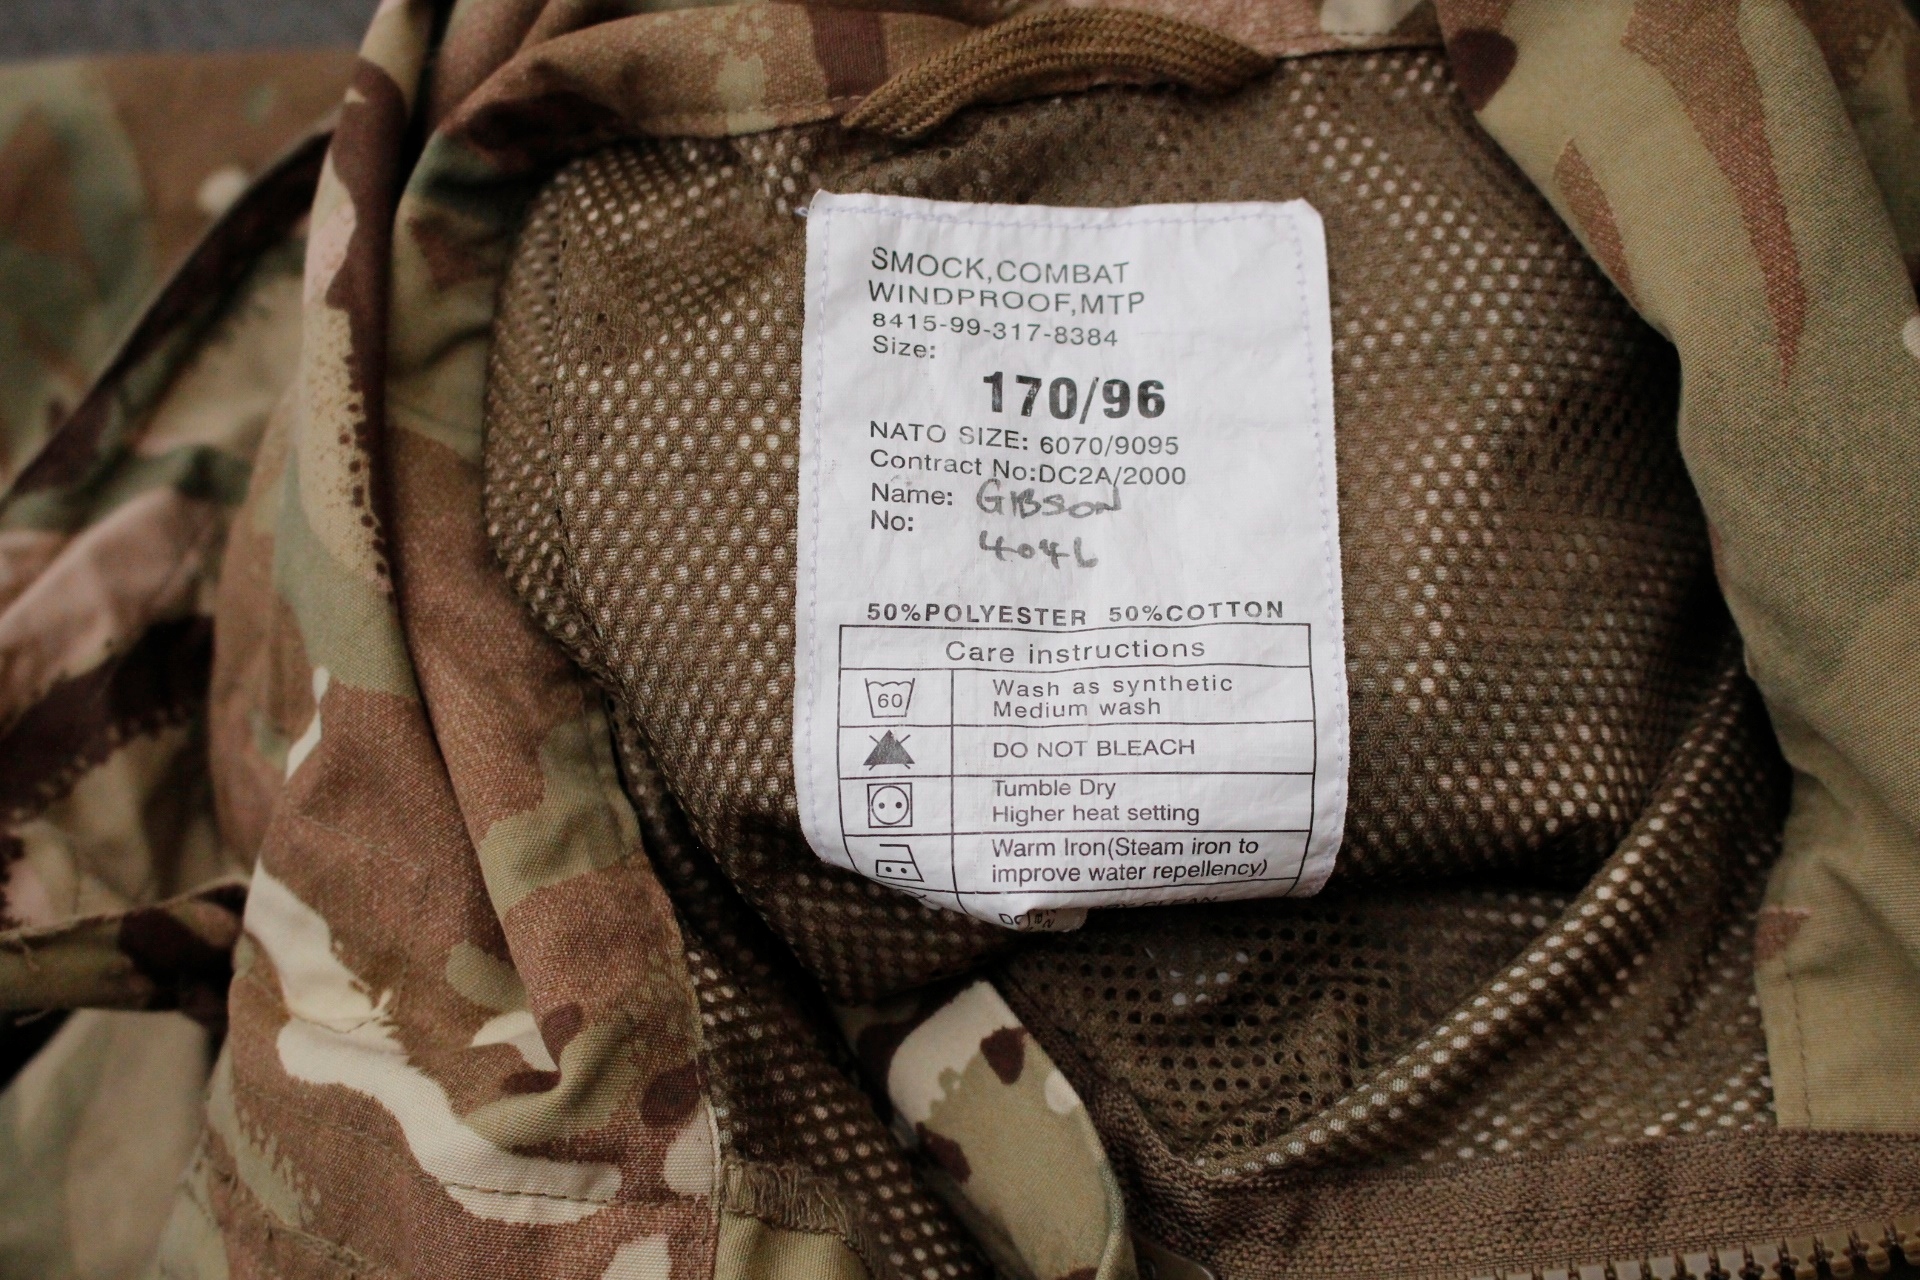 SMOCK,COMBAT
WINDPROOF,MTP
8415-99-317-8384
Size:
170/96
NATO SIZE: 6070/9095
Contract No:DC2A/2000
Name: GIBSON
No:
404L
50%POLYESTER 50%COTTON
Care instructions
60
Wash as synthetic
Medium wash
DO NOT BLEACH
Tumble Dry
Higher heat setting
Warm Iron(Steam iron to
improve water repellency)
CLEAN